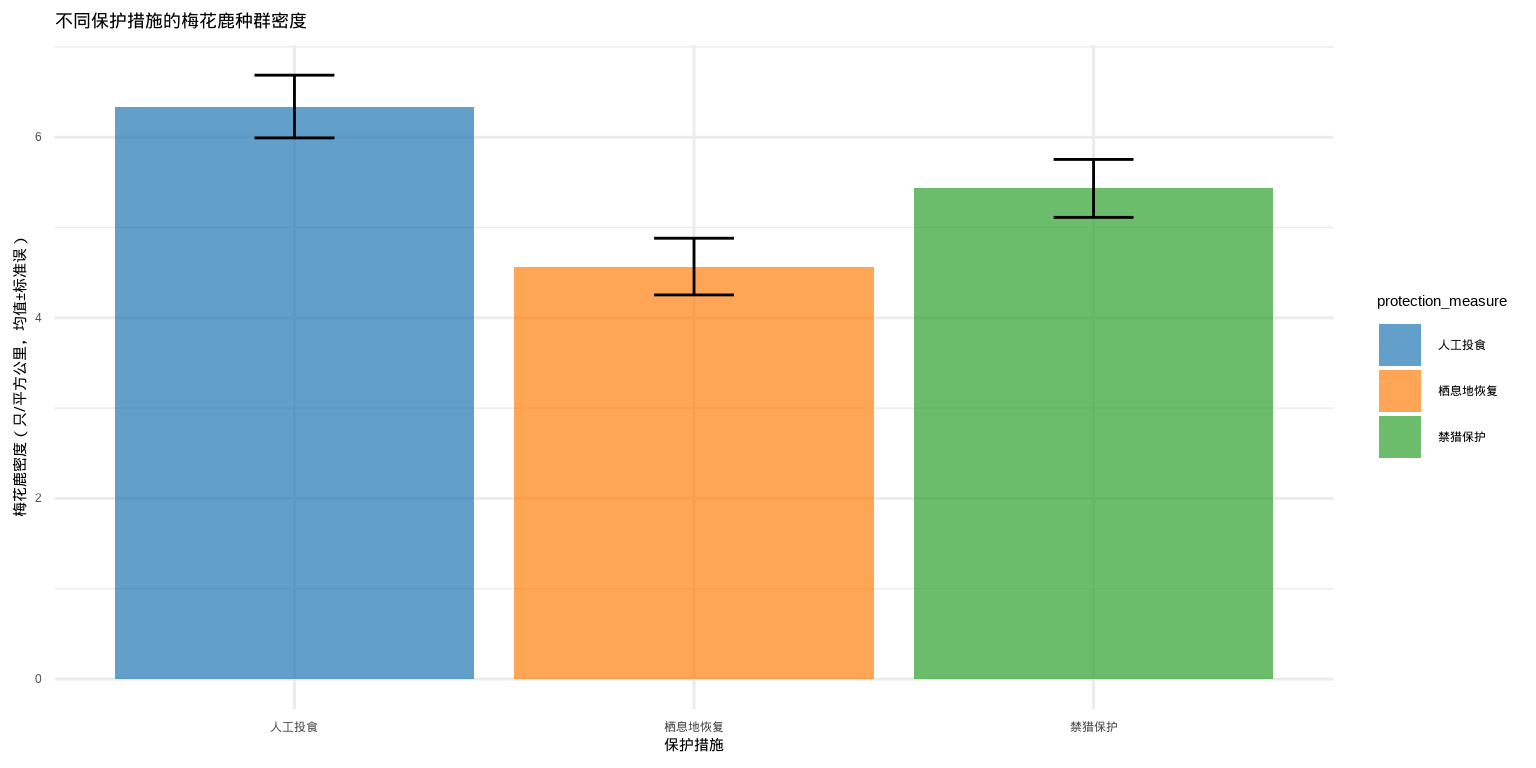 不同保护措施的梅花鹿种群密度
梅花鹿密度（只/平方公里，均值±标准误）
6
4
2
0
人工投食
栖息地恢复
禁猎保护
保护措施
protection_measure
人工投食
栖息地恢复
禁猎保护